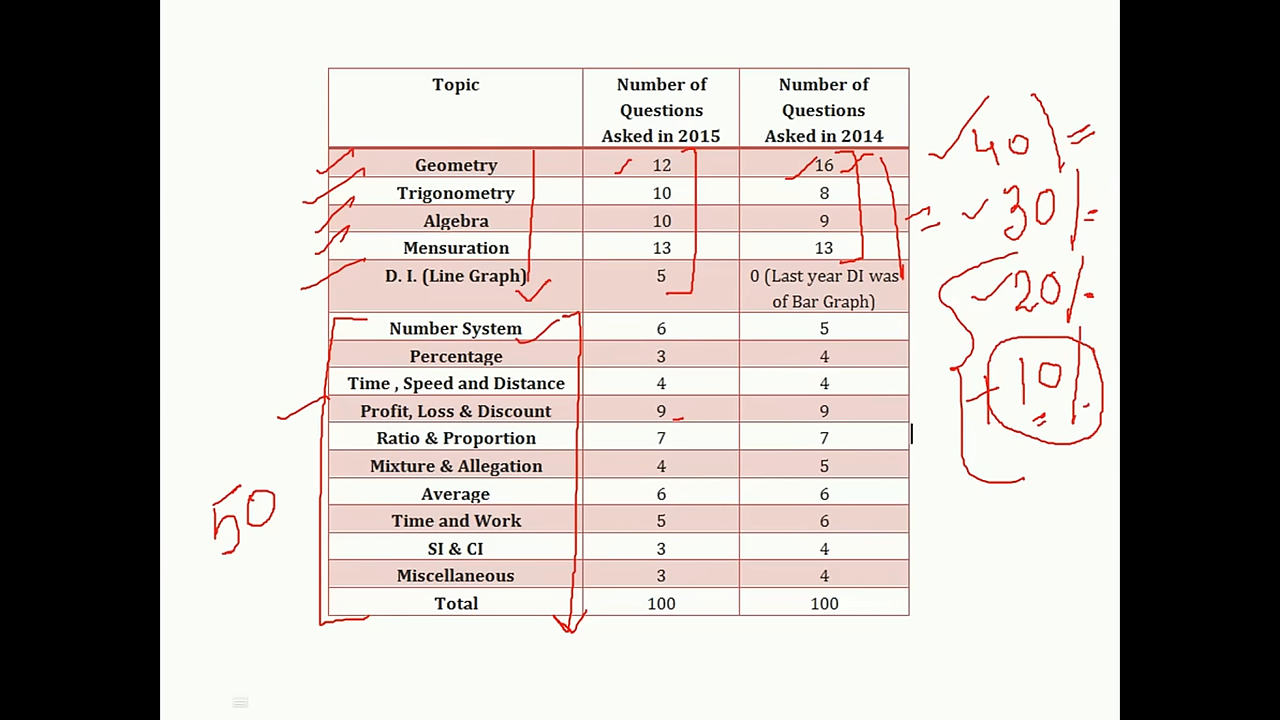 Topic Number of Questions Asked in 2015 Number of Questions Asked in 2014
Geometry 12 16
Trigonometry 10 8
Algebra 10 9
Mensuration 13 13
D. I. (Line Graph) 5 0 (Last year DI was of Bar Graph)
Number System 6 5
Percentage 3 4
Time , Speed and Distance 4 4
Profit, Loss & Discount 9 9
Ratio & Proportion 7 7
Mixture & Allegation 4 5
Average 6 6
Time and Work 5 6
SI & CI 3 4
Miscellaneous 3 4
Total 100 100
50
40
30
20
10